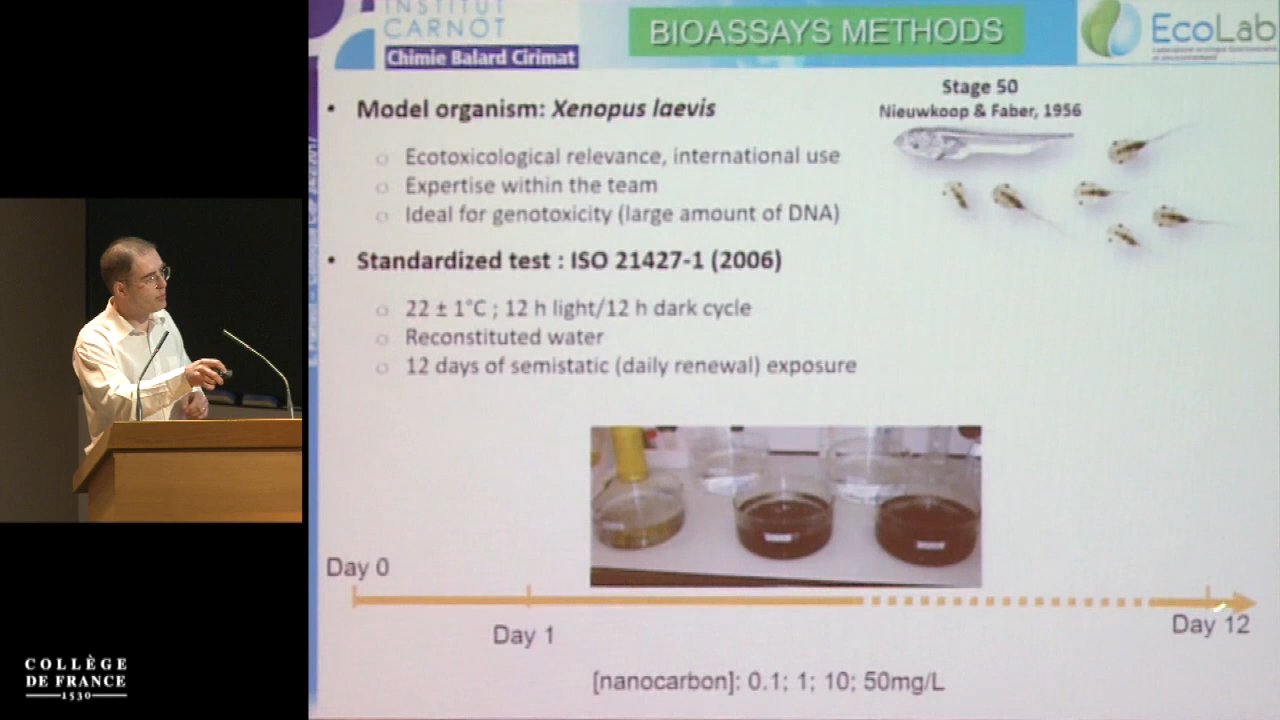 INSTITUT
CARNOT
Chimie Balard Cirimat
BIOASSAYS METHODS
EcoLab
Stage 50
Nieuwkoop & Faber, 1956
• Model organism: Xenopus laevis
o Ecotoxicological relevance, international use
o Expertise within the team
o Ideal for genotoxicity (large amount of DNA)
• Standardized test : ISO 21427-1 (2006)
o 22 ± 1°C ; 12 h light/12 h dark cycle
o Reconstituted water
o 12 days of semistatic (daily renewal) exposure
Day 0
Day 1
Day 12
[nanocarbon]: 0.1; 1; 10; 50mg/L
COLLÈGE
DE FRANCE
1530